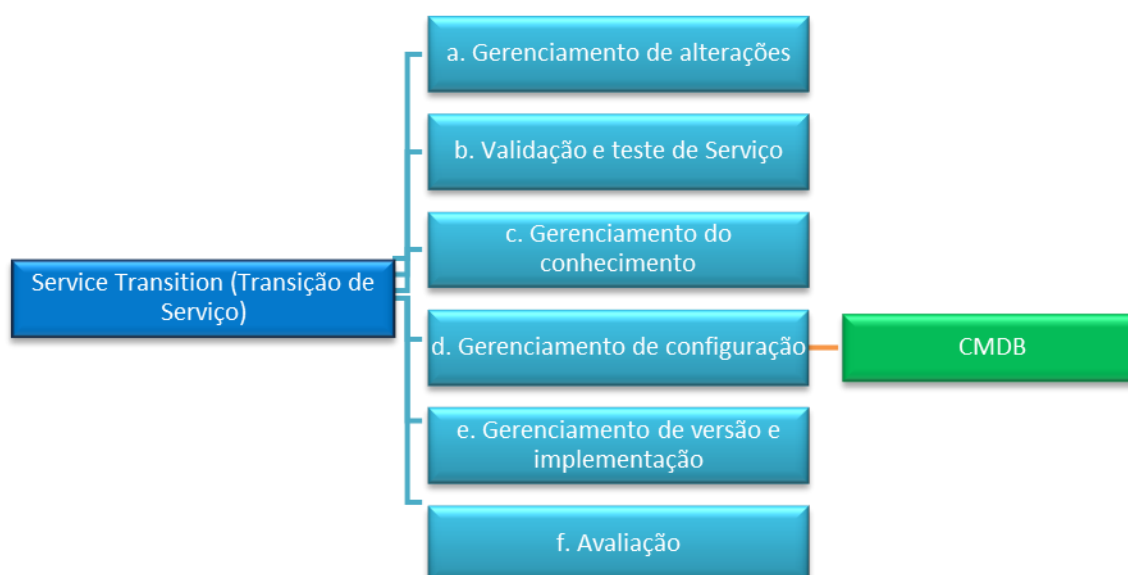 a. Gerenciamento de alterações
b. Validação e teste de Serviço
c. Gerenciamento do
conhecimento
Service Transition (Transição de
Serviço)
d. Gerenciamento de configuração
CMDB
e. Gerenciamento de versão e
implementação
f. Avaliação